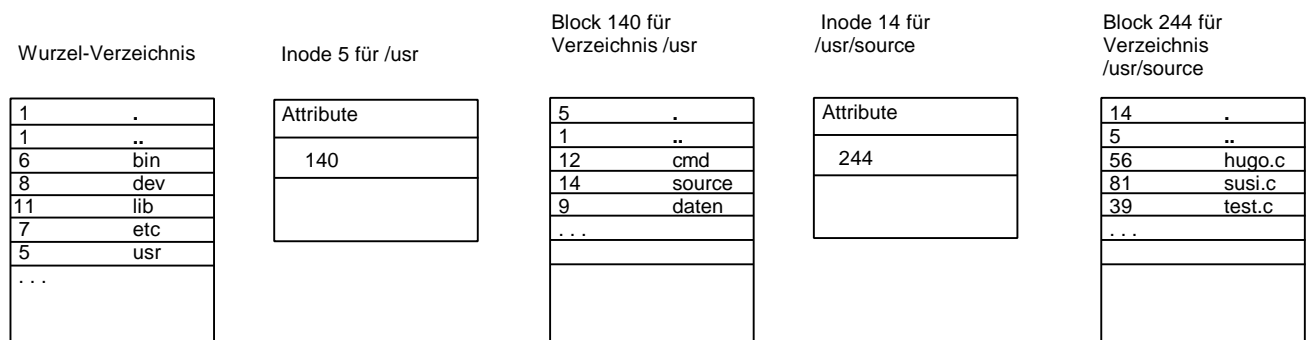 Wurzel-Verzeichnis
1 .
1 ..
6 bin
8 dev
11 lib
7 etc
5 usr
. . .
Inode 5 für /usr
Attribute
140
Block 140 für
Verzeichnis /usr
5 .
1 ..
12 cmd
14 source
9 daten
. . .
Inode 14 für
/usr/source
Attribute
244
Block 244 für
Verzeichnis
/usr/source
14 .
5 ..
56 hugo.c
81 susi.c
39 test.c
. . .